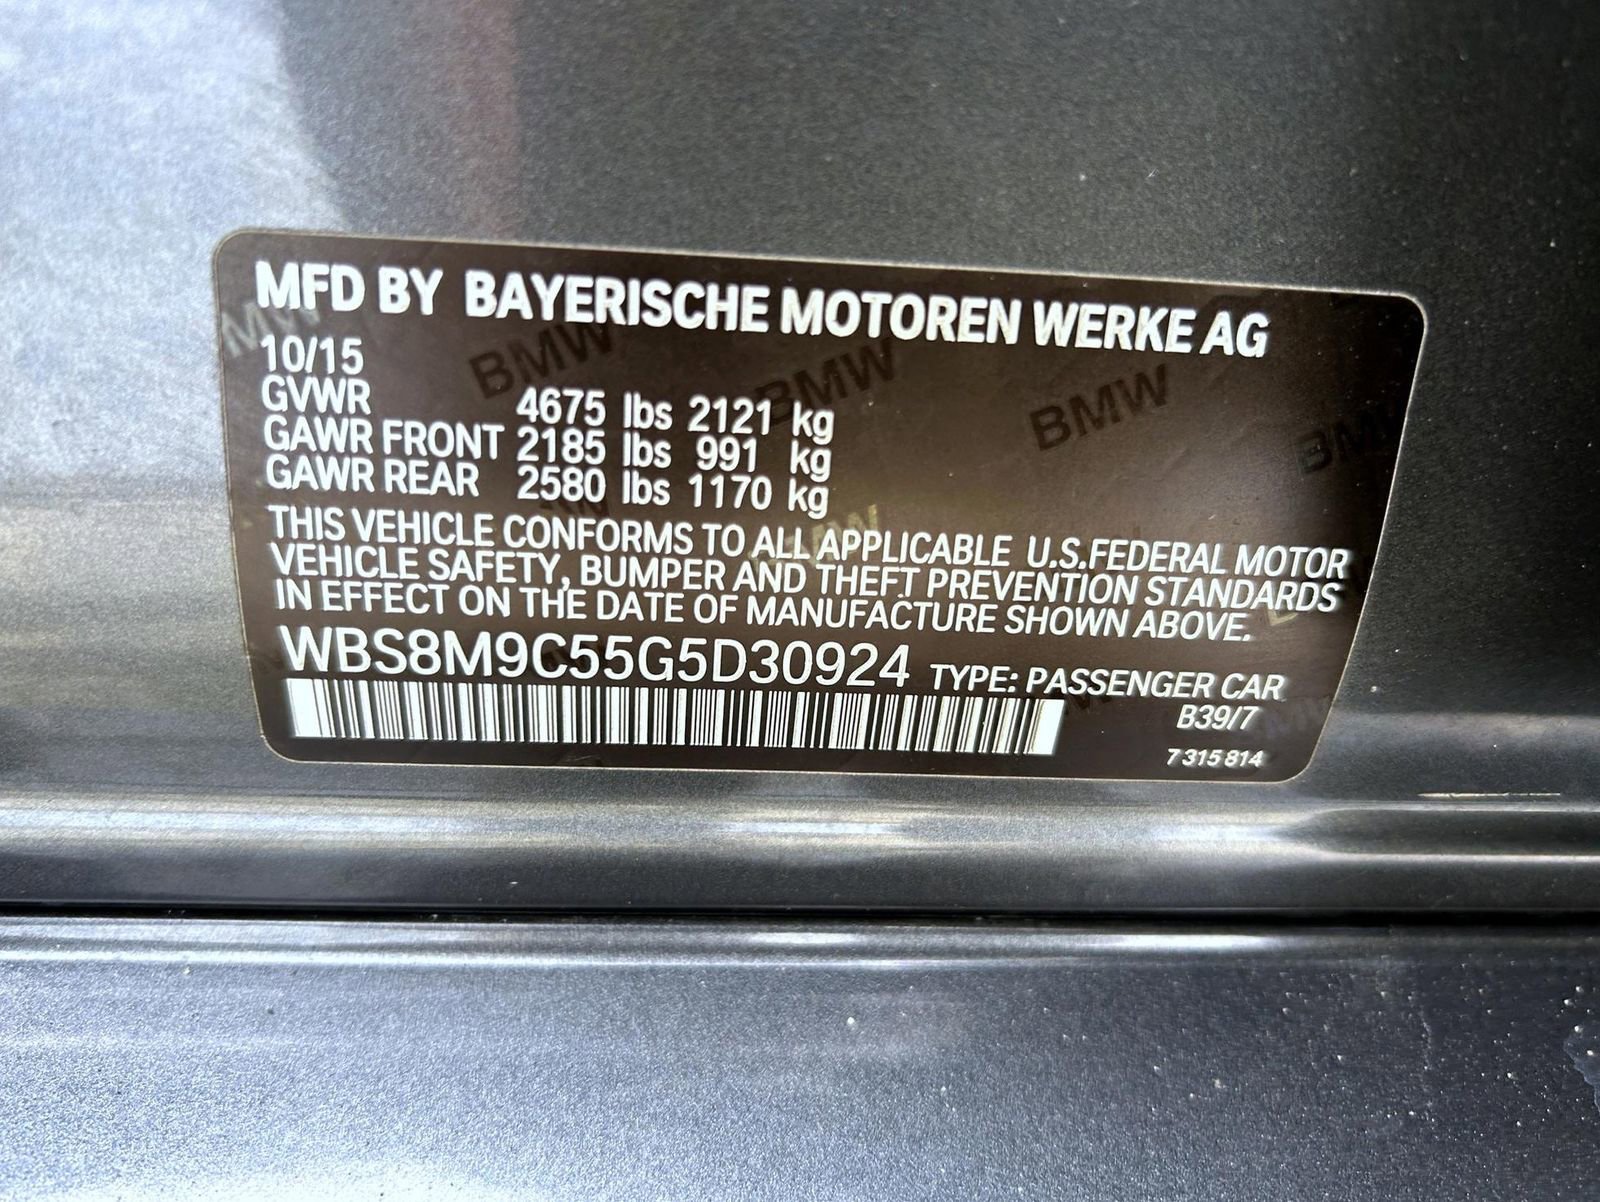 MFD BY BAYERISCHE MOTOREN WERKE AG
10/15
GVWR 4675 lbs 2121 kg
GAWR FRONT 2185 lbs 991 kg
GAWR REAR 2580 lbs 1170 kg
THIS VEHICLE CONFORMS TO ALL APPLICABLE U.S.FEDERAL MOTOR
VEHICLE SAFETY, BUMPER AND THEFT PREVENTION STANDARDS
IN EFFECT ON THE DATE OF MANUFACTURE SHOWN ABOVE.
WBS8M9C55G5D30924 TYPE: PASSENGER CAR
B39/7
7 315 814